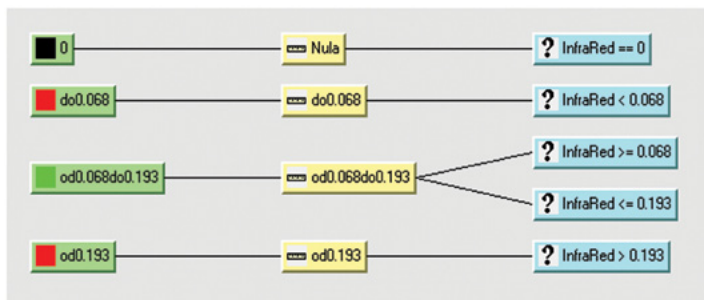 0 Nula ? InfraRed == 0
do0.068 do0.068 ? InfraRed < 0.068
? InfraRed >= 0.068
od0.068do0.193 od0.068do0.193
? InfraRed <= 0.193
od0.193 od0.193 ? InfraRed > 0.193